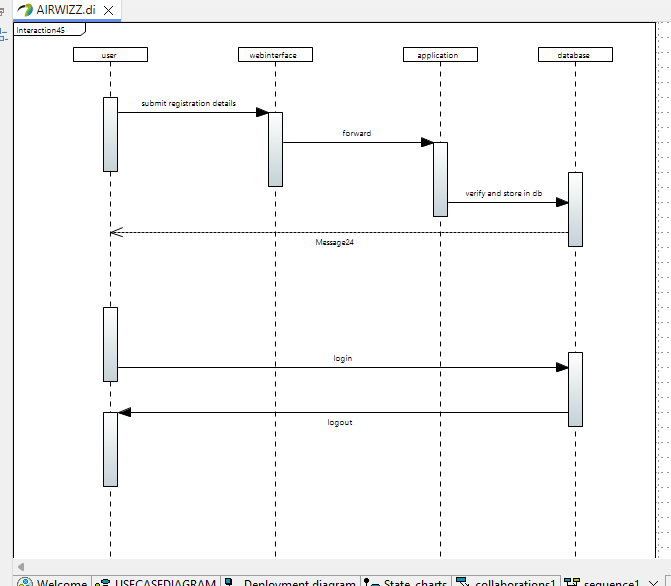 AIRWIZZ.di
Interaction45
user
webinterface
application
database
submit registration details
forward
verify and store in db
Message24
login
logout
Welcome
USECASEDIAGRAM
Deployment diagram
State_charts
collaborations1
sequence1